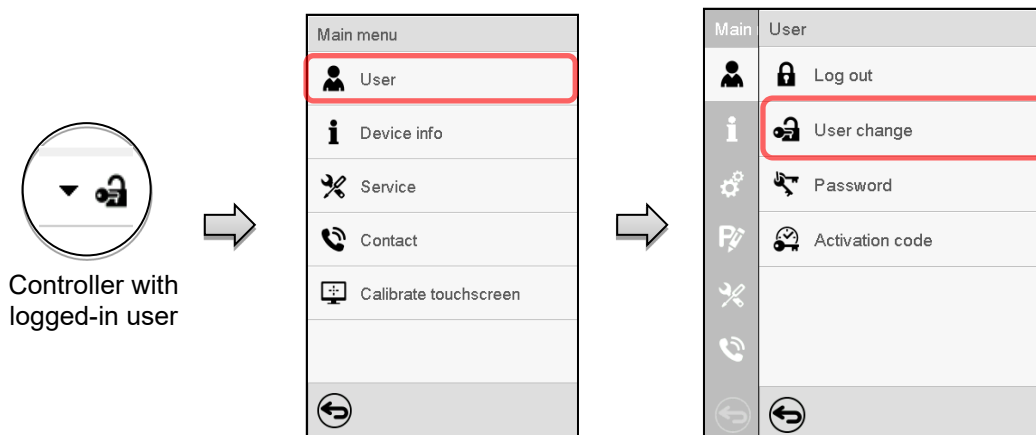 Controller with
logged-in user
Main menu
User
Device info
Service
Contact
Calibrate touchscreen
Main
User
Log out
User change
Password
Activation code